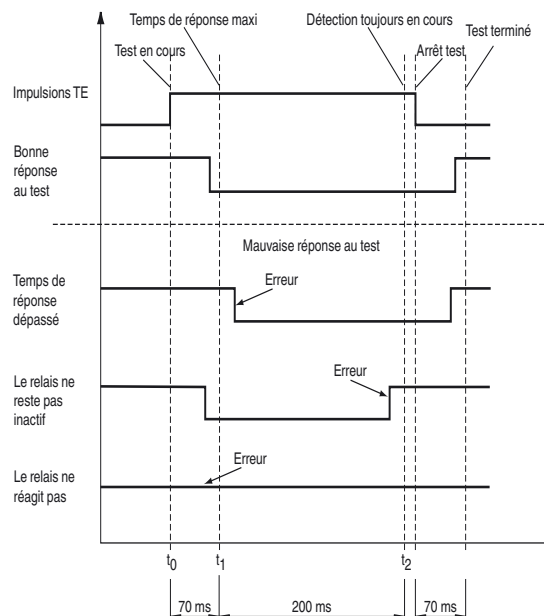 Temps de réponse maxi
Détection toujours en cours
Test terminé
Test en cours
Arrêt test
Impulsions TE
Bonne
réponse
au test
Mauvaise réponse au test
Temps de
réponse
dépassé
Erreur
Le relais ne
reste pas
inactif
Erreur
Le relais ne
réagit pas
Erreur
t0
t1
t2
70 ms
200 ms
70 ms